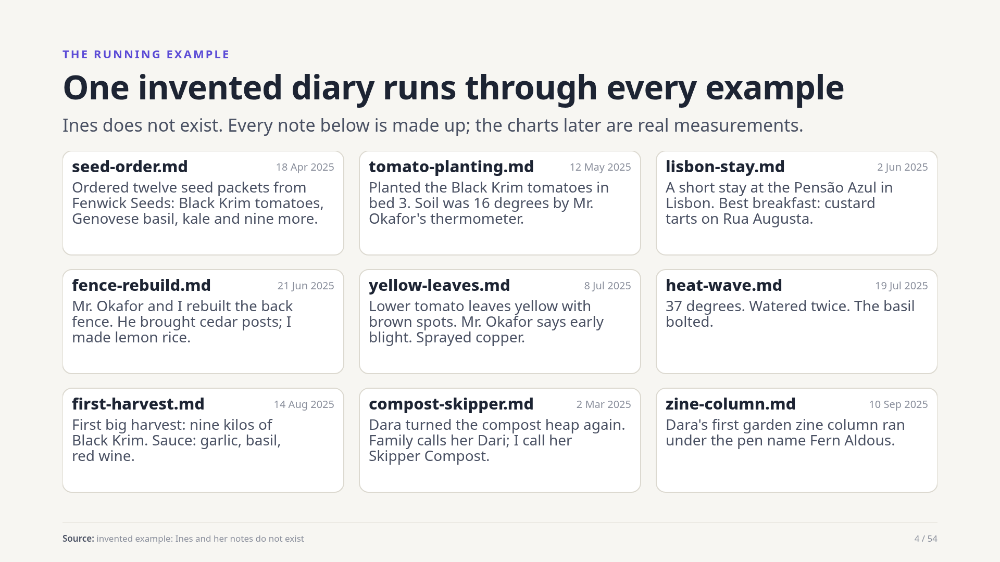 THE RUNNING EXAMPLE
One invented diary runs through every example
Ines does not exist. Every note below is made up; the charts later are real measurements.
seed-order.md 18 Apr 2025
Ordered twelve seed packets from
Fenwick Seeds: Black Krim tomatoes,
Genovese basil, kale and nine more.
tomato-planting.md 12 May 2025
Planted the Black Krim tomatoes in
bed 3. Soil was 16 degrees by Mr.
Okafor's thermometer.
lisbon-stay.md 2 Jun 2025
A short stay at the Pensão Azul in
Lisbon. Best breakfast: custard
tarts on Rua Augusta.
fence-rebuild.md 21 Jun 2025
Mr. Okafor and I rebuilt the back
fence. He brought cedar posts; I
made lemon rice.
yellow-leaves.md 8 Jul 2025
Lower tomato leaves yellow with
brown spots. Mr. Okafor says early
blight. Sprayed copper.
heat-wave.md 19 Jul 2025
37 degrees. Watered twice. The basil
bolted.
first-harvest.md 14 Aug 2025
First big harvest: nine kilos of
Black Krim. Sauce: garlic, basil,
red wine.
compost-skipper.md 2 Mar 2025
Dara turned the compost heap again.
Family calls her Dari; I call her
Skipper Compost.
zine-column.md 10 Sep 2025
Dara's first garden zine column ran
under the pen name Fern Aldous.
Source: invented example: Ines and her notes do not exist
4 / 54